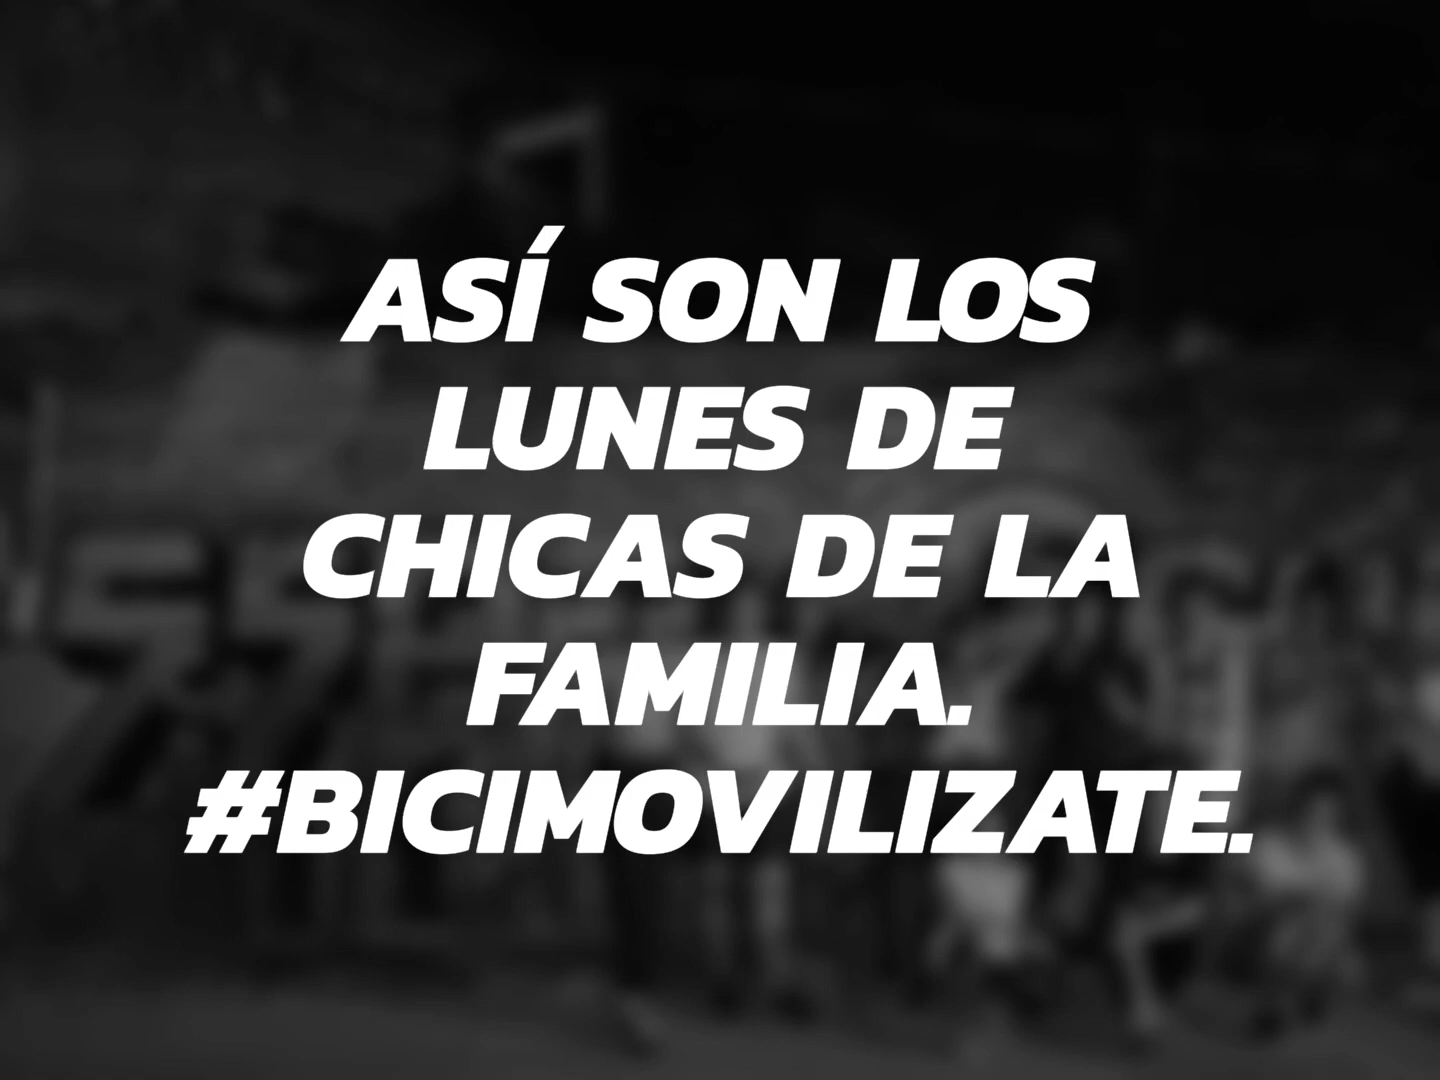 ASÍ SON LOS
LUNES DE
CHICAS DE LA
FAMILIA.
#BICIMOVILIZATE.